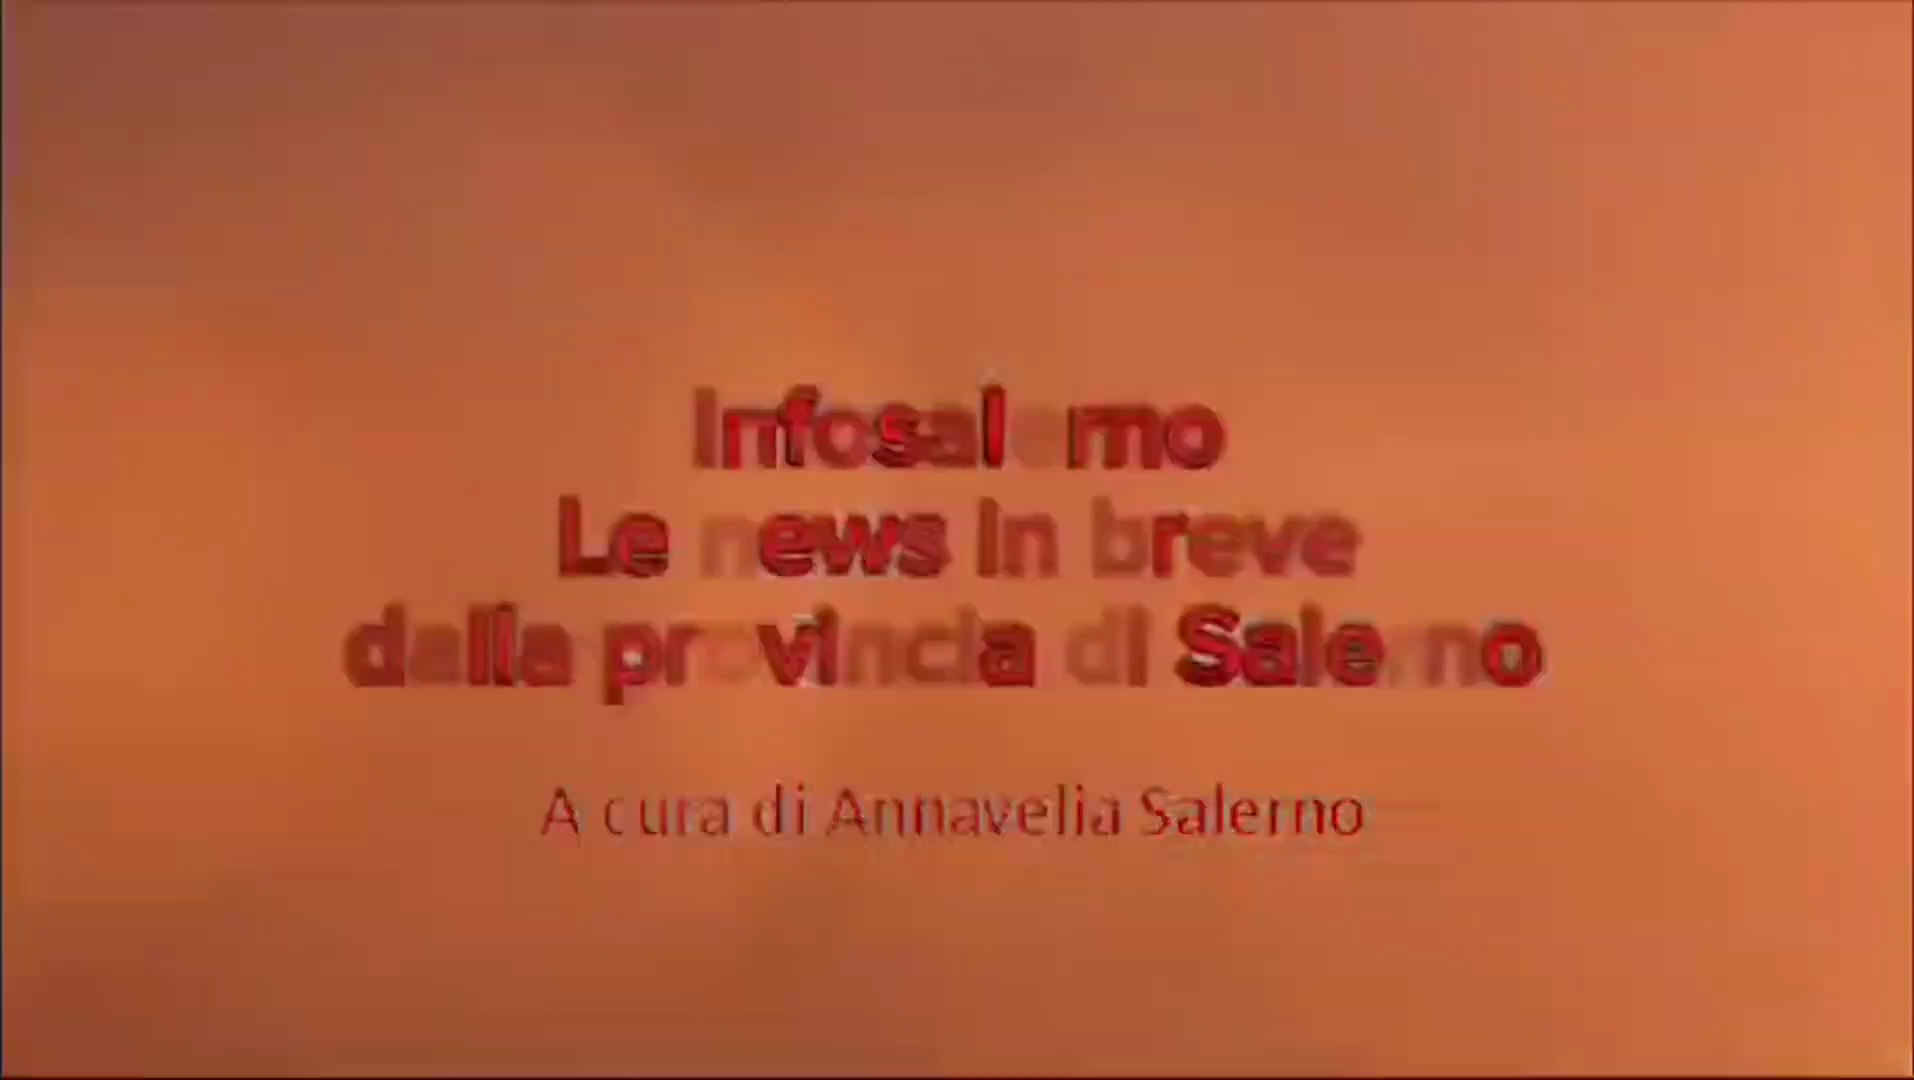 Infosalerno
Le news in breve
dalla provincia di Salerno
A cura di Annavelia Salerno